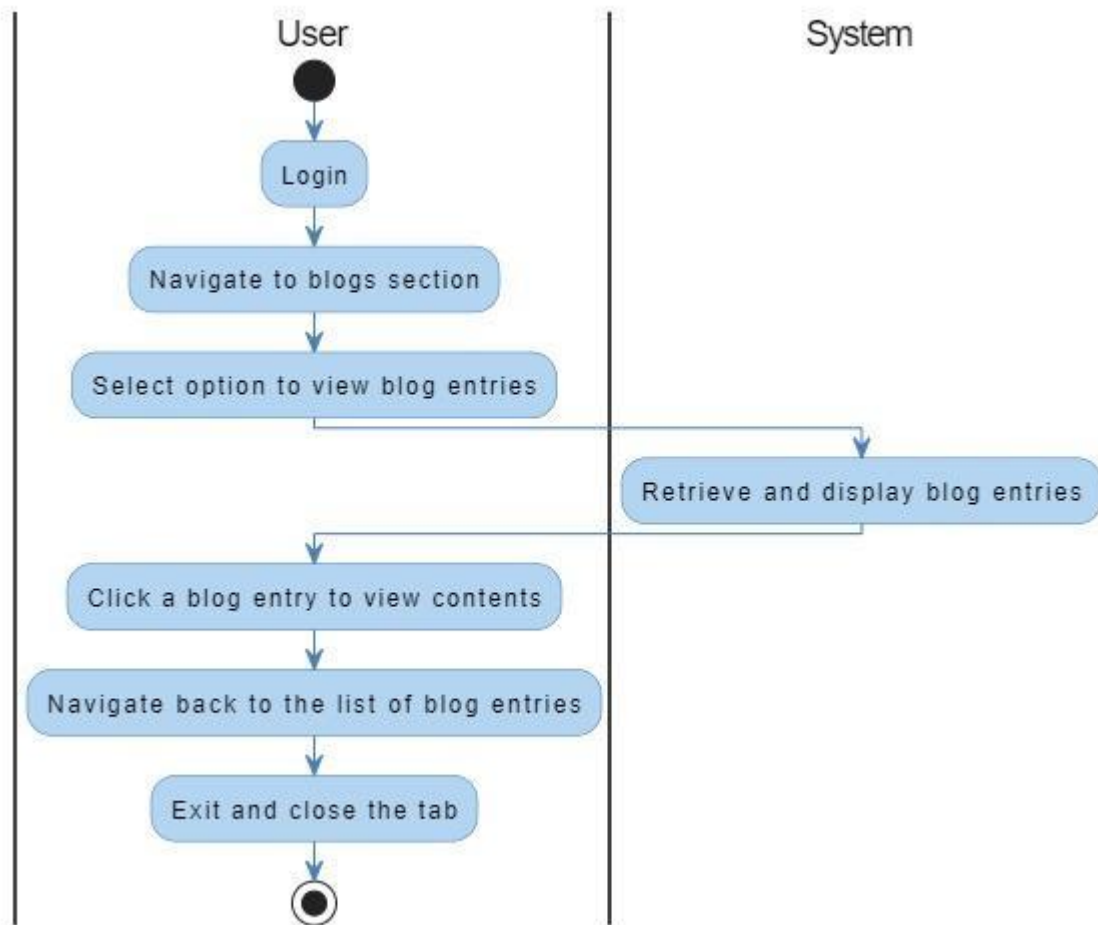 User
System
Login
Navigate to blogs section
Select option to view blog entries
Retrieve and display blog entries
Click a blog entry to view contents
Navigate back to the list of blog entries
Exit and close the tab